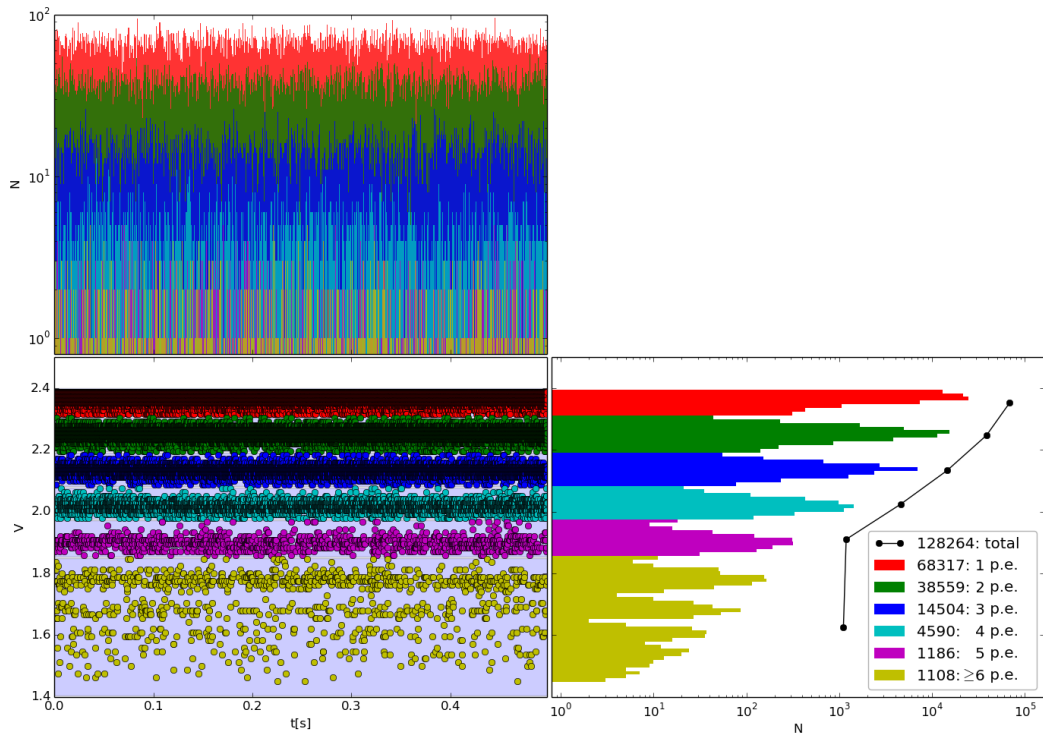 10²
10¹
N
10⁰
2.4
2.2
2.0
V
1.8
1.6
1.4
0.0 0.1 0.2 0.3 0.4
t[s]
128264: total
68317: 1 p.e.
38559: 2 p.e.
14504: 3 p.e.
4590: 4 p.e.
1186: 5 p.e.
1108: ≥6 p.e.
10⁰ 10¹ 10² 10³ 10⁴ 10⁵
N